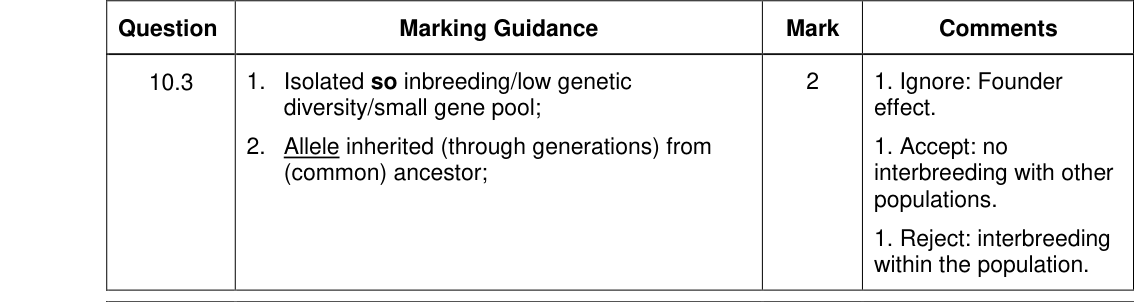 Question Marking Guidance Mark Comments
10.3
1. Isolated so inbreeding/low genetic
diversity/small gene pool;
2. Allele inherited (through generations) from
(common) ancestor;
2
1. Ignore: Founder
effect.
1. Accept: no
interbreeding with other
populations.
1. Reject: interbreeding
within the population.